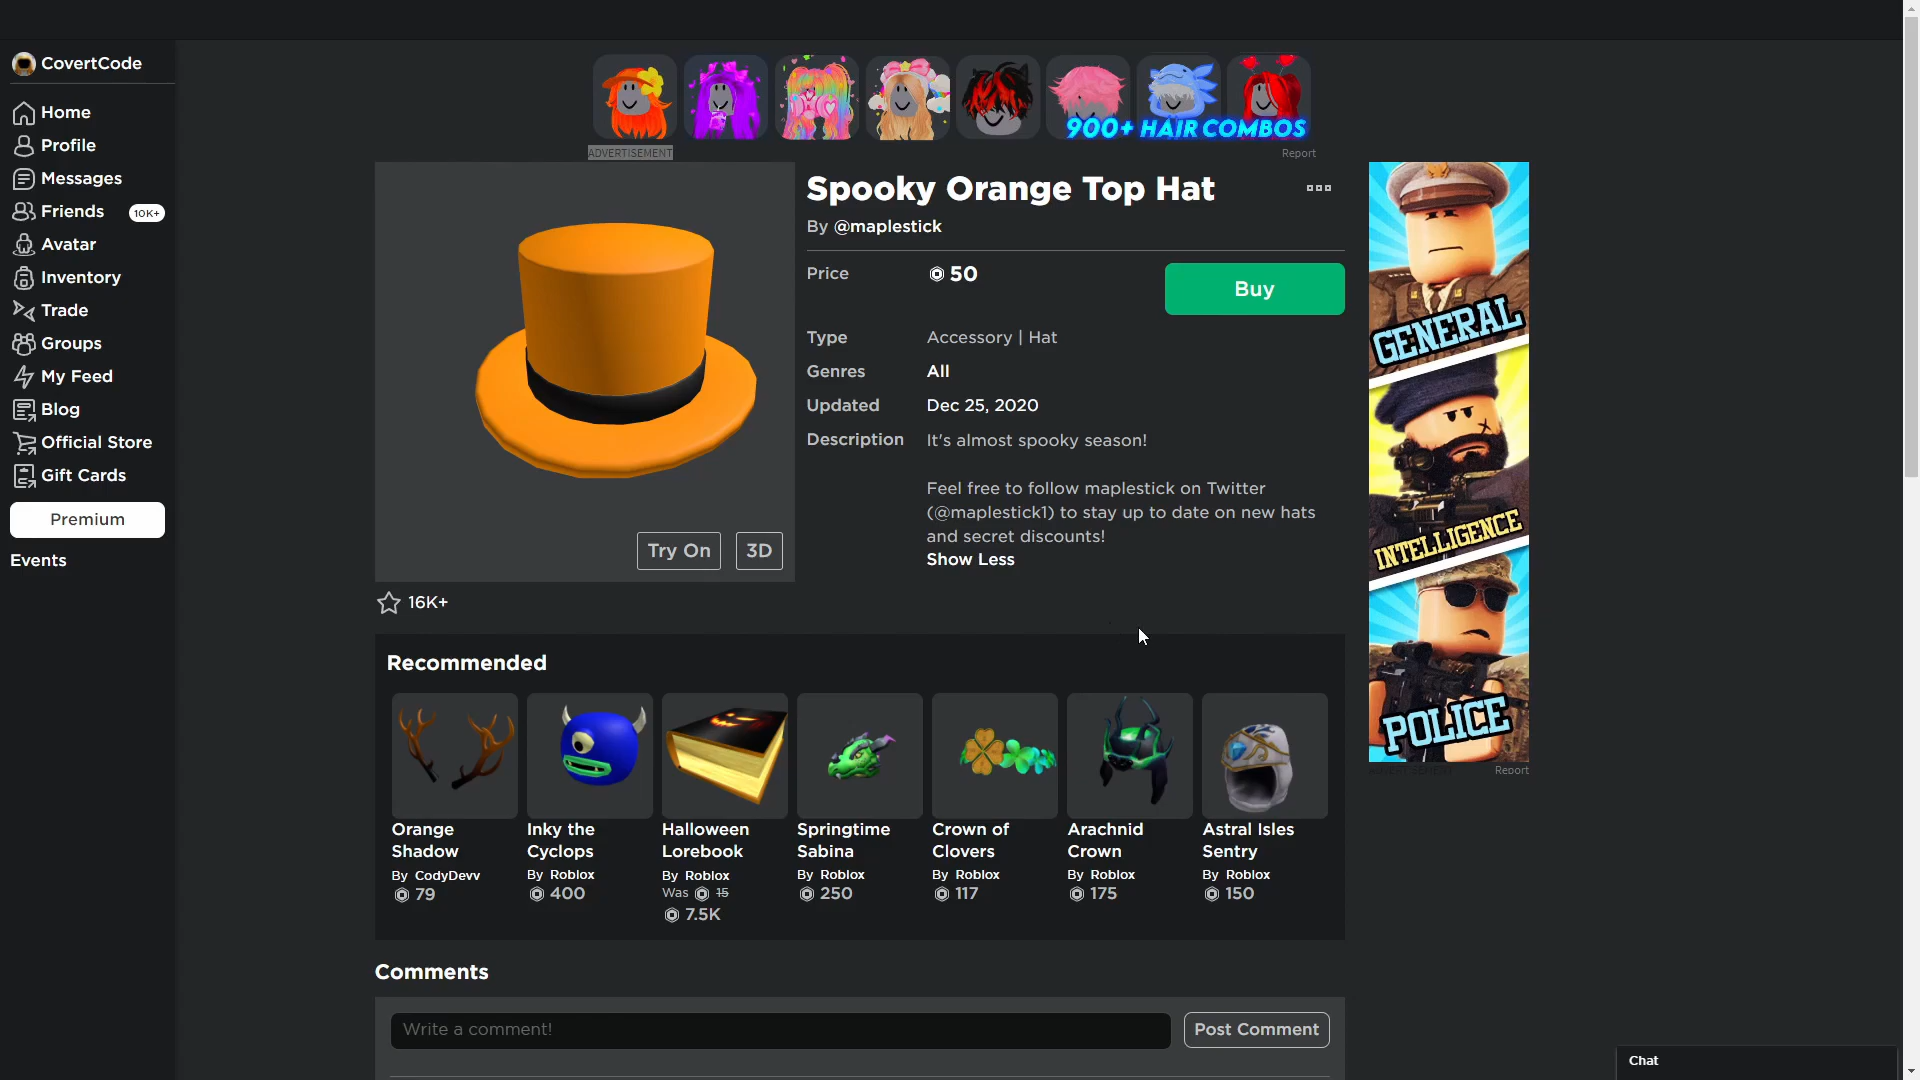 CovertCode
Home
Profile
Messages
Friends 10K+
Avatar
Inventory
Trade
Groups
My Feed
Blog
Official Store
Gift Cards
Premium
Events
900+ HAIR COMBOS
ADVERTISEMENT
Report
Spooky Orange Top Hat
By @maplestick
Price 50
Buy
Type Accessory | Hat
Genres All
Updated Dec 25, 2020
Description It's almost spooky season!
Feel free to follow maplestick on Twitter
(@maplestick1) to stay up to date on new hats
and secret discounts!
Show Less
Try On
3D
16K+
GENERAL
INTELLIGENCE
POLICE
ADVERTISEMENT
Report
Recommended
Orange
Shadow
By CodyDevv
79
Inky the
Cyclops
By Roblox
400
Halloween
Lorebook
By Roblox
Was 15
7.5K
Springtime
Sabina
By Roblox
250
Crown of
Clovers
By Roblox
117
Arachnid
Crown
By Roblox
175
Astral Isles
Sentry
By Roblox
150
Comments
Write a comment!
Post Comment
Chat